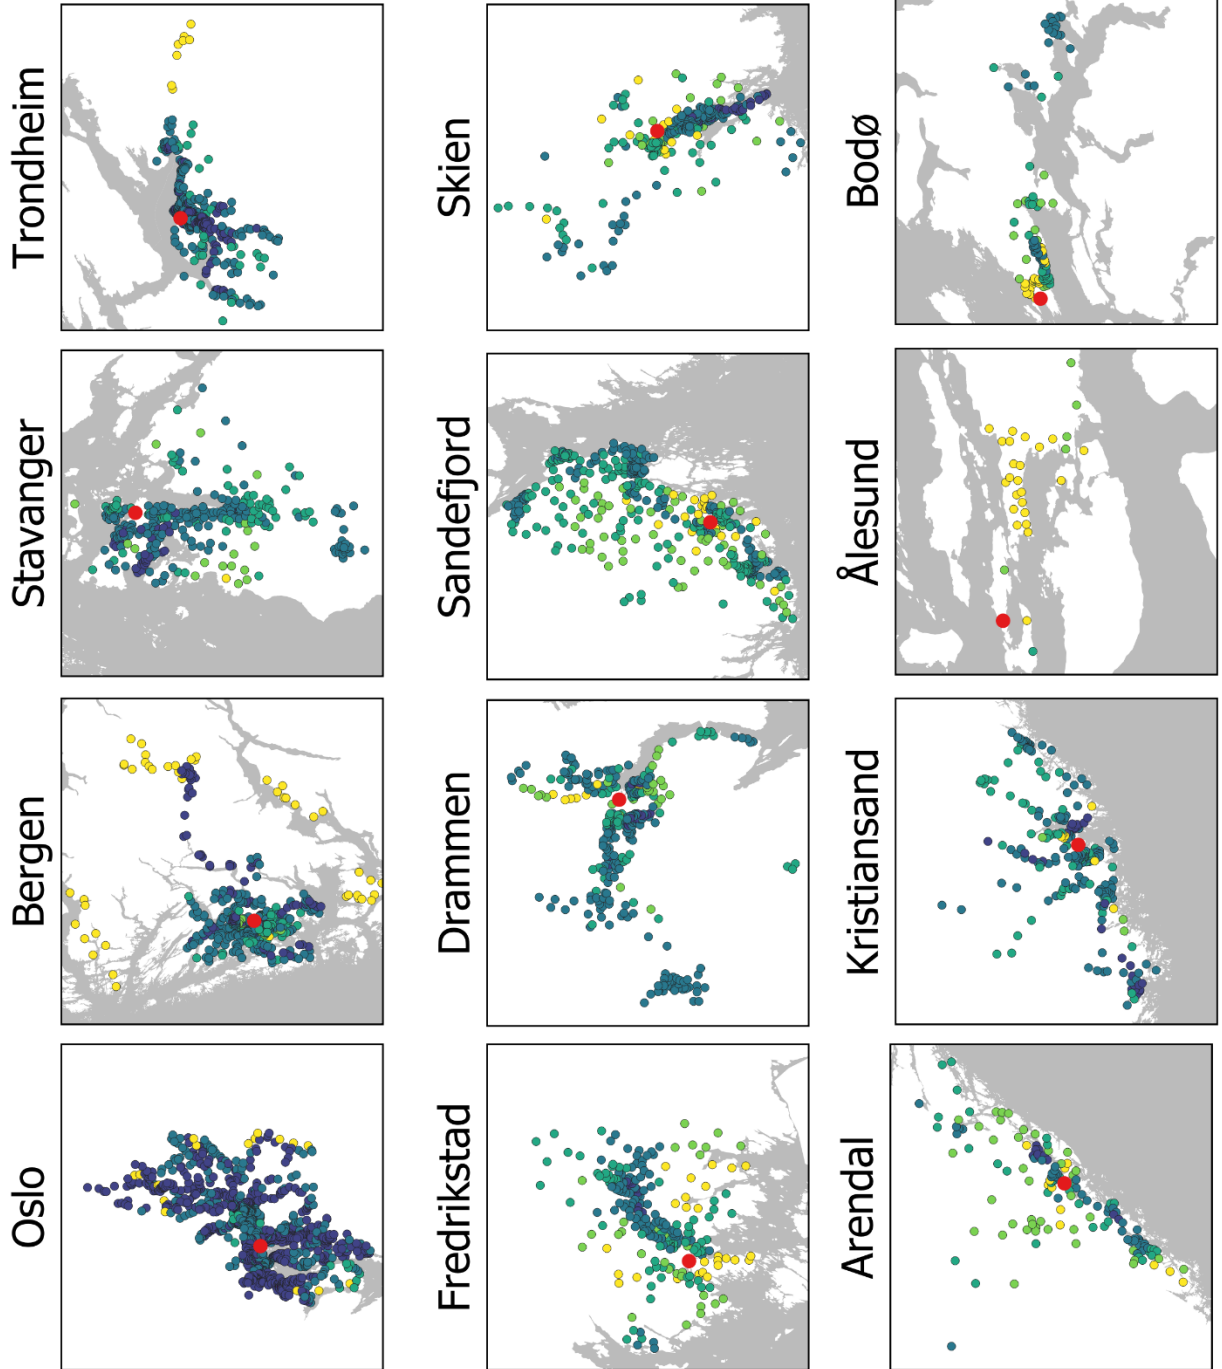 Oslo
Bergen
Stavanger
Trondheim
Fredrikstad
Drammen
Sandefjord
Skien
Arendal
Kristiansand
Ålesund
Bodø